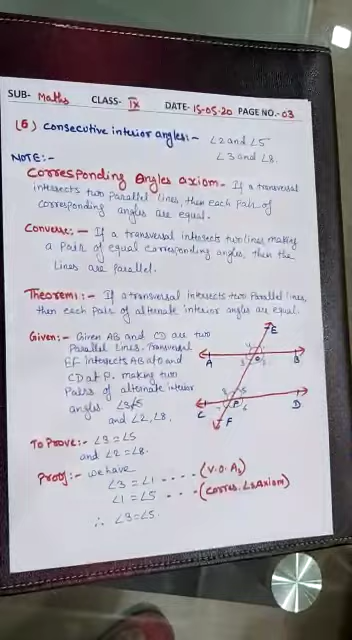 SUB- Maths CLASS- IX DATE- 15-05-20 PAGE NO.- 03
(5) consecutive interior angles:- ∠2 and ∠5
∠3 and ∠8.
NOTE:-
Corresponding Angles axiom- If a transversal
intersects two parallel lines, then each pair of
corresponding angles are equal.
Converse:- If a transversal intersects two lines making
a pair of equal corresponding angles, then the
lines are parallel.
Theorem:- If a transversal intersects two parallel lines,
then each pair of alternate interior angles are equal.
Given:- Given AB and CD are two
Parallel lines. Transversal
EF intersects AB at O and
CD at P. making two
Pairs of alternate interior
angles ∠3,∠5
and ∠2,∠8.
E
A
B
O
C
D
P
F
To Prove:- ∠3=∠5
and ∠2=∠8.
Proof:- we have
∠3 = ∠1 .... (V.O.As)
∠1 = ∠5 ... (corres. ∠s axiom)
∴ ∠3=∠5.